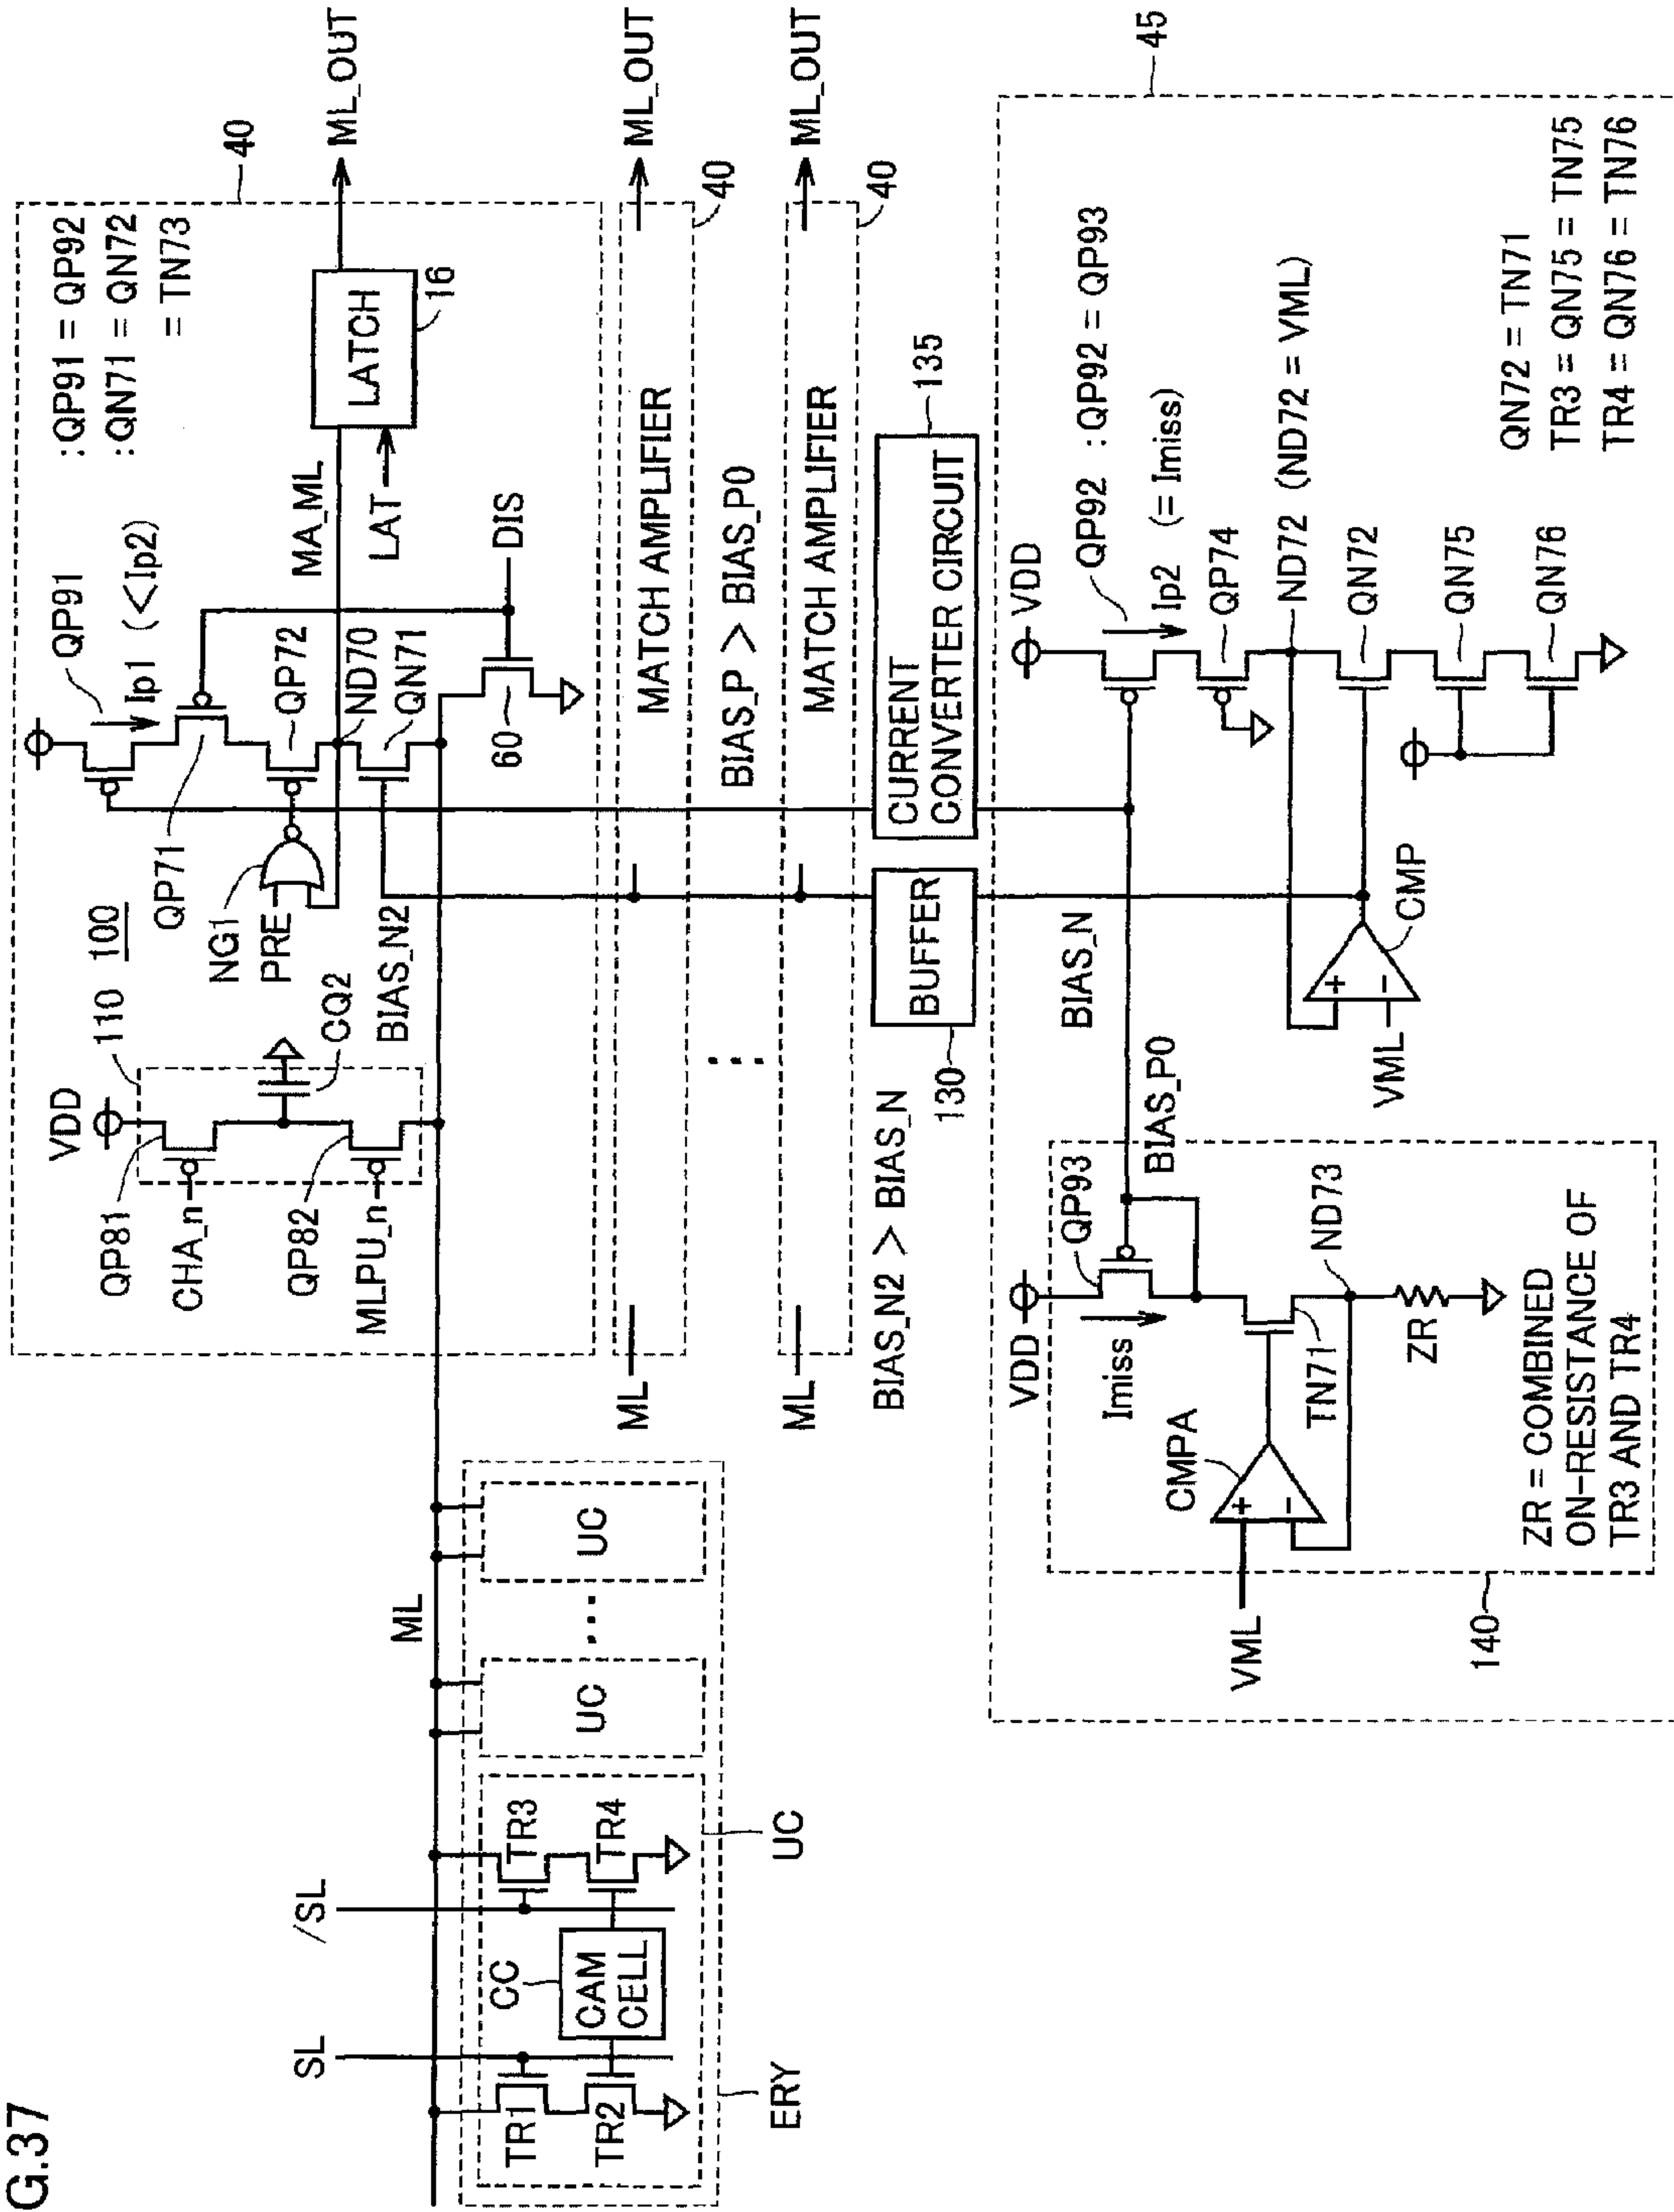 G.37
SL
/SL
TR1
TR2
CC
CAM
CELL
TR3
TR4
UC
ERY
ML
UC
...
UC
VDD
110
100
QP81
CHA_n
QP82
MLPU_n
CQ2
QP91
Ip1 (<Ip2)
QP71
NG1
PRE
QP72
ND70
QN71
BIAS_N2
60
DIS
MA_ML
LAT
LATCH
16
:QP91 = QP92
:QN71 = QN72
= TN73
40
ML_OUT
ML
MATCH AMPLIFIER
40
ML_OUT
...
BIAS_P > BIAS_P0
ML
MATCH AMPLIFIER
40
ML_OUT
BIAS_N2 > BIAS_N
130
BUFFER
CURRENT
CONVERTER CIRCUIT
135
45
BIAS_N
BIAS_P0
VDD
QP93
Imiss
CMPA
+
-
VML
TN71
ND73
ZR
ZR = COMBINED
ON-RESISTANCE OF
TR3 AND TR4
140
VML
+
-
CMP
VDD
QP92 :QP92 = QP93
Ip2 (= Imiss)
QP74
ND72 (ND72 = VML)
QN72
QN75
QN76
QN72 = TN71
TR3 = QN75 = TN75
TR4 = QN76 = TN76